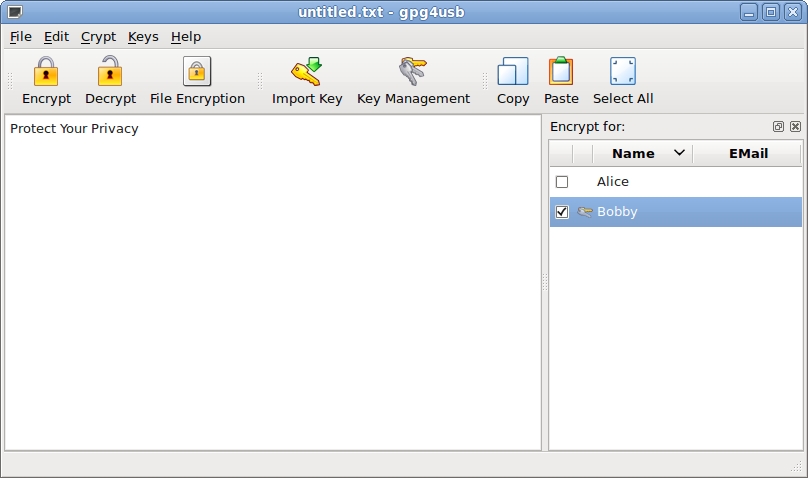 untitled.txt - gpg4usb
File Edit Crypt Keys Help
Encrypt Decrypt File Encryption Import Key Key Management Copy Paste Select All
Protect Your Privacy
Encrypt for:
Name EMail
Alice
Bobby